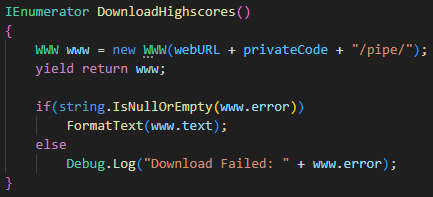 IEnumerator DownloadHighscores()
{
    WWW www = new WWW(webURL + privateCode + "/pipe/");
    yield return www;

    if(string.IsNullOrEmpty(www.error))
        FormatText(www.text);
    else
        Debug.Log("Download Failed: " + www.error);
}